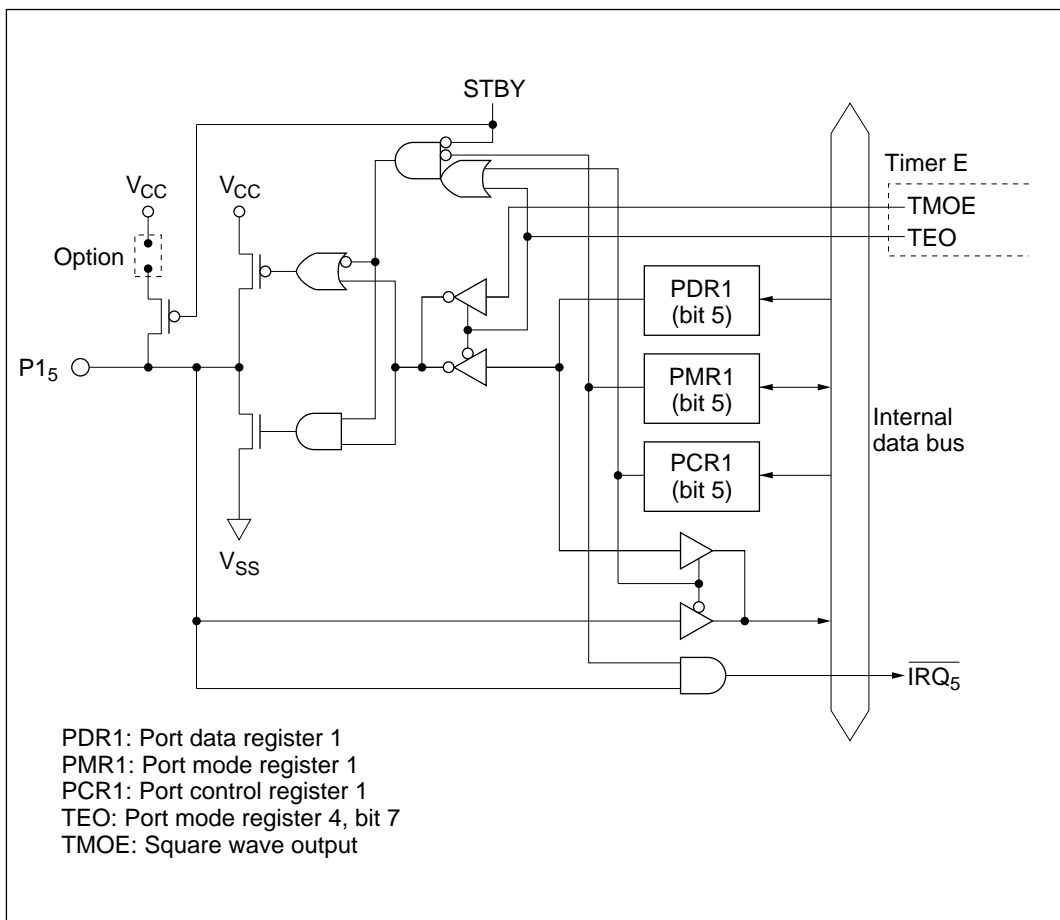 STBY
Timer E
VCC
VCC
TMOE
TEO
Option
PDR1
(bit 5)
P15
PMR1
(bit 5)
Internal
data bus
PCR1
(bit 5)
VSS
IRQ5
PDR1: Port data register 1
PMR1: Port mode register 1
PCR1: Port control register 1
TEO: Port mode register 4, bit 7
TMOE: Square wave output